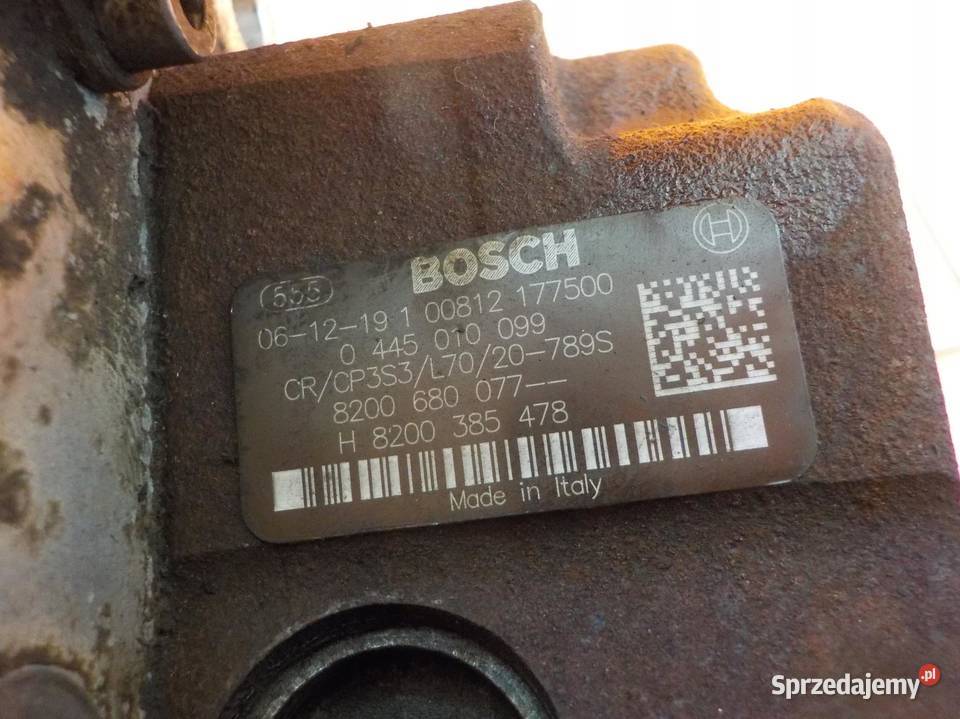 BOSCH
555
06-12-19 1 00812 177500
0 445 010 099
CR/CP3S3/L70/20-789S
8200 680 077--
H 8200 385 478
Made in Italy
Sprzedajemy.pl